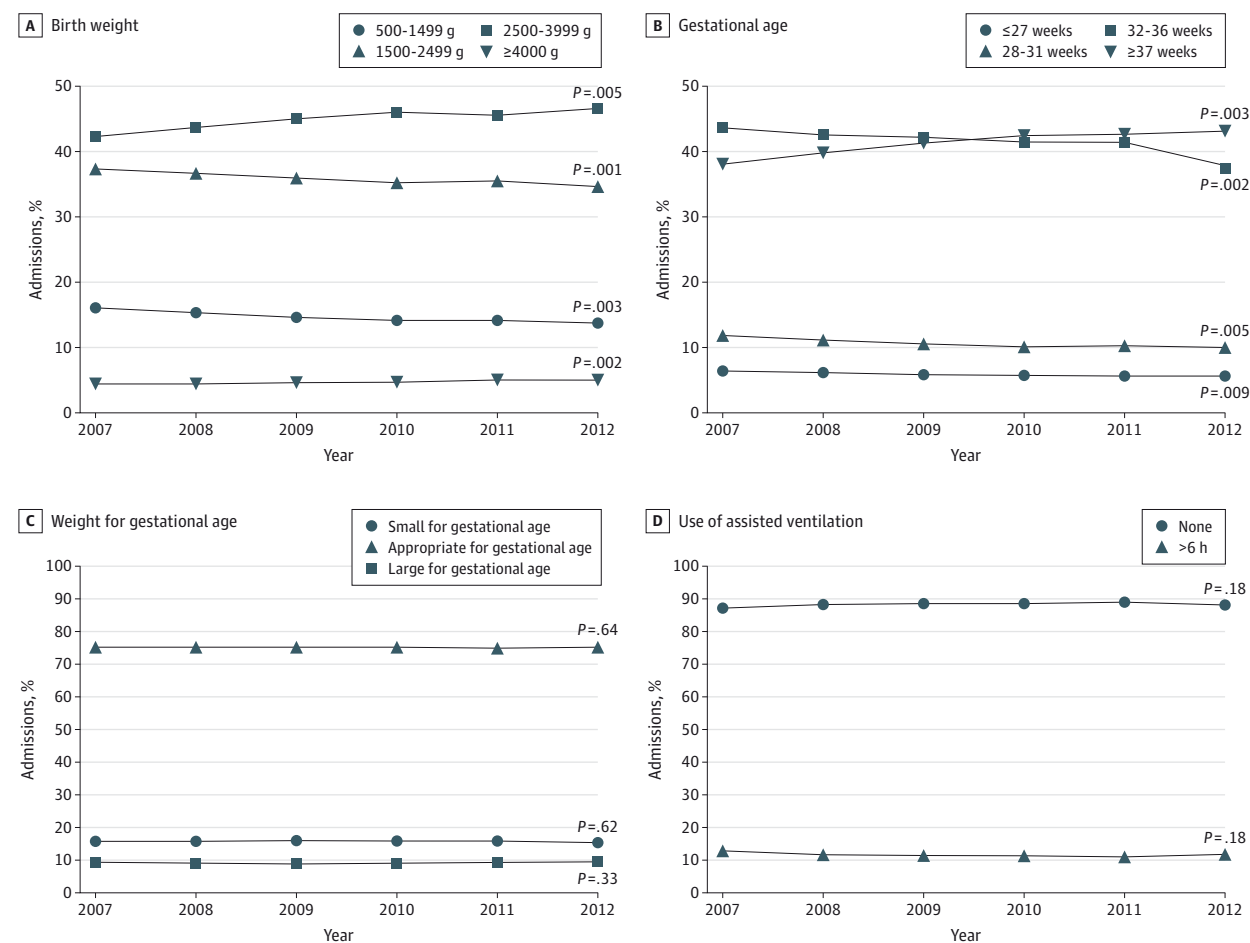 A Birth weight
500-1499 g 2500-3999 g
1500-2499 g ≥4000 g
50
40
30
20
10
0
Admissions, %
P=.005
P=.001
P=.003
P=.002
2007 2008 2009 2010 2011 2012
Year
B Gestational age
≤27 weeks 32-36 weeks
28-31 weeks ≥37 weeks
50
40
30
20
10
0
Admissions, %
P=.003
P=.002
P=.005
P=.009
2007 2008 2009 2010 2011 2012
Year
C Weight for gestational age
Small for gestational age
Appropriate for gestational age
Large for gestational age
100
90
80
70
60
50
40
30
20
10
0
Admissions, %
P=.64
P=.62
P=.33
2007 2008 2009 2010 2011 2012
Year
D Use of assisted ventilation
None
>6 h
100
90
80
70
60
50
40
30
20
10
0
Admissions, %
P=.18
P=.18
2007 2008 2009 2010 2011 2012
Year